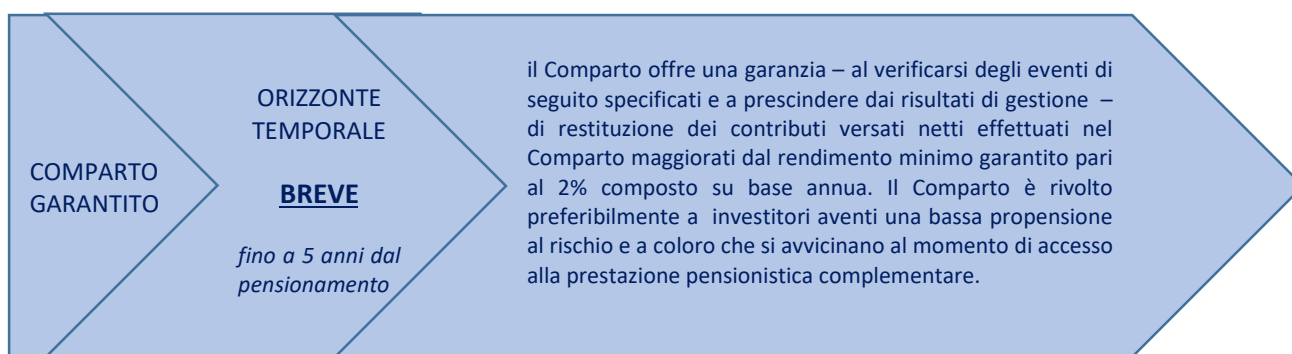 COMPARTO
GARANTITO
ORIZZONTE
TEMPORALE
BREVE
fino a 5 anni dal
pensionamento
il Comparto offre una garanzia – al verificarsi degli eventi di
seguito specificati e a prescindere dai risultati di gestione –
di restituzione dei contributi versati netti effettuati nel
Comparto maggiorati dal rendimento minimo garantito pari
al 2% composto su base annua. Il Comparto è rivolto
preferibilmente a investitori aventi una bassa propensione
al rischio e a coloro che si avvicinano al momento di accesso
alla prestazione pensionistica complementare.